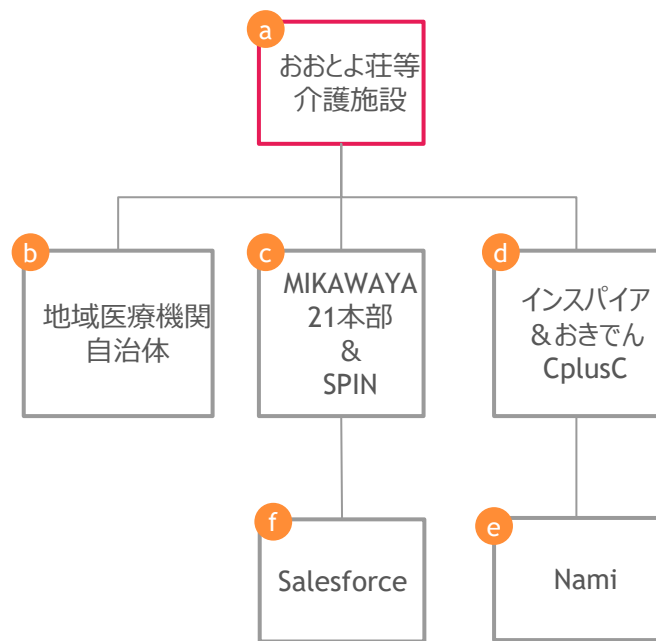 a
おおとよ荘等
介護施設
b
地域医療機関
自治体
c
MIKAWAYA
21本部
&
SPIN
d
インスパイア
&おきでん
CplusC
f
Salesforce
e
Nami